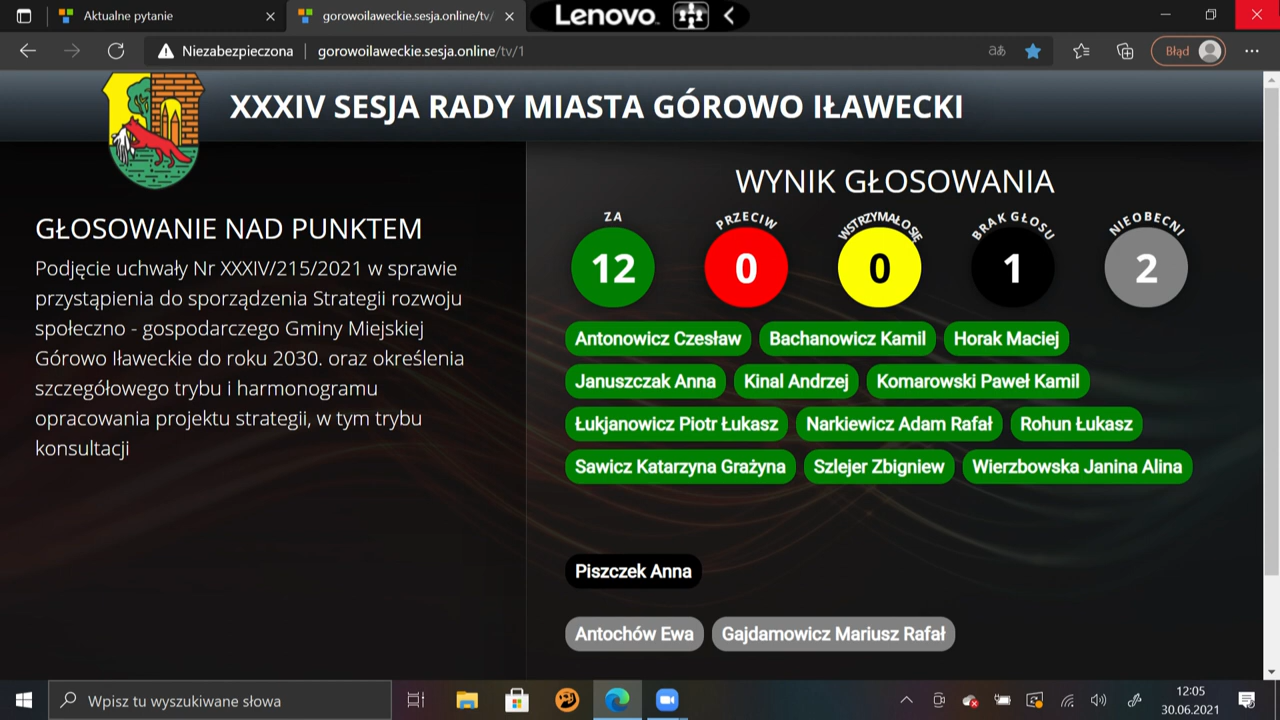 Aktualne pytanie
gorowoilaweckie.sesja.online/tv/
Lenovo
Niezabezpieczona
gorowoilaweckie.sesja.online/tv/1
Błąd
XXXIV SESJA RADY MIASTA GÓROWO IŁAWECKI
GŁOSOWANIE NAD PUNKTEM
Podjęcie uchwały Nr XXXIV/215/2021 w sprawie
przystąpienia do sporządzenia Strategii rozwoju
społeczno - gospodarczego Gminy Miejskiej
Górowo Iławeckie do roku 2030. oraz określenia
szczegółowego trybu i harmonogramu
opracowania projektu strategii, w tym trybu
konsultacji
WYNIK GŁOSOWANIA
ZA PRZECIW WSTRZYMAŁO SIĘ BRAK GŁOSU NIEOBECNI
12 0 0 1 2
Antonowicz Czesław Bachanowicz Kamil Horak Maciej
Januszczak Anna Kinal Andrzej Komarowski Paweł Kamil
Łukjanowicz Piotr Łukasz Narkiewicz Adam Rafał Rohun Łukasz
Sawicz Katarzyna Grażyna Szlejer Zbigniew Wierzbowska Janina Alina
Piszczek Anna
Antochów Ewa Gajdamowicz Mariusz Rafał
Wpisz tu wyszukiwane słowa
12:05
30.06.2021